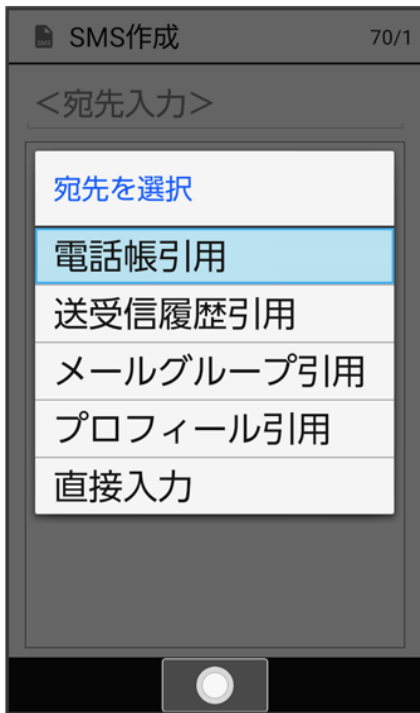 SMS作成 70/1
<宛先入力>
宛先を選択
電話帳引用
送受信履歴引用
メールグループ引用
プロフィール引用
直接入力